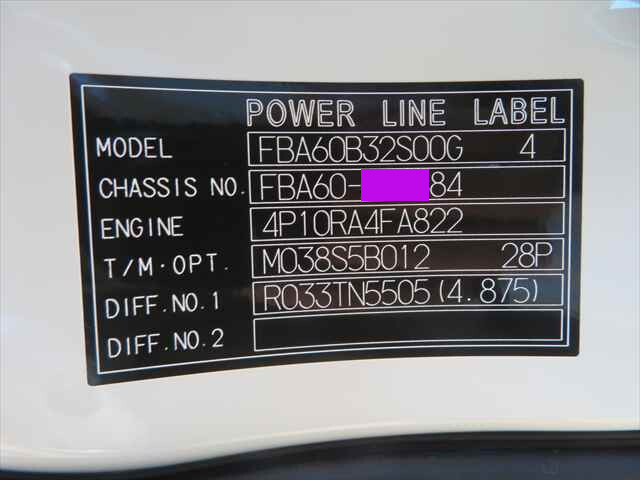 POWER LINE LABEL
MODEL FBA60B32S00G 4
CHASSIS NO. FBA60- 84
ENGINE 4P10RA4FA822
T/M·OPT. M038S5B012 28P
DIFF.NO.1 R033TN5505(4.875)
DIFF.NO.2